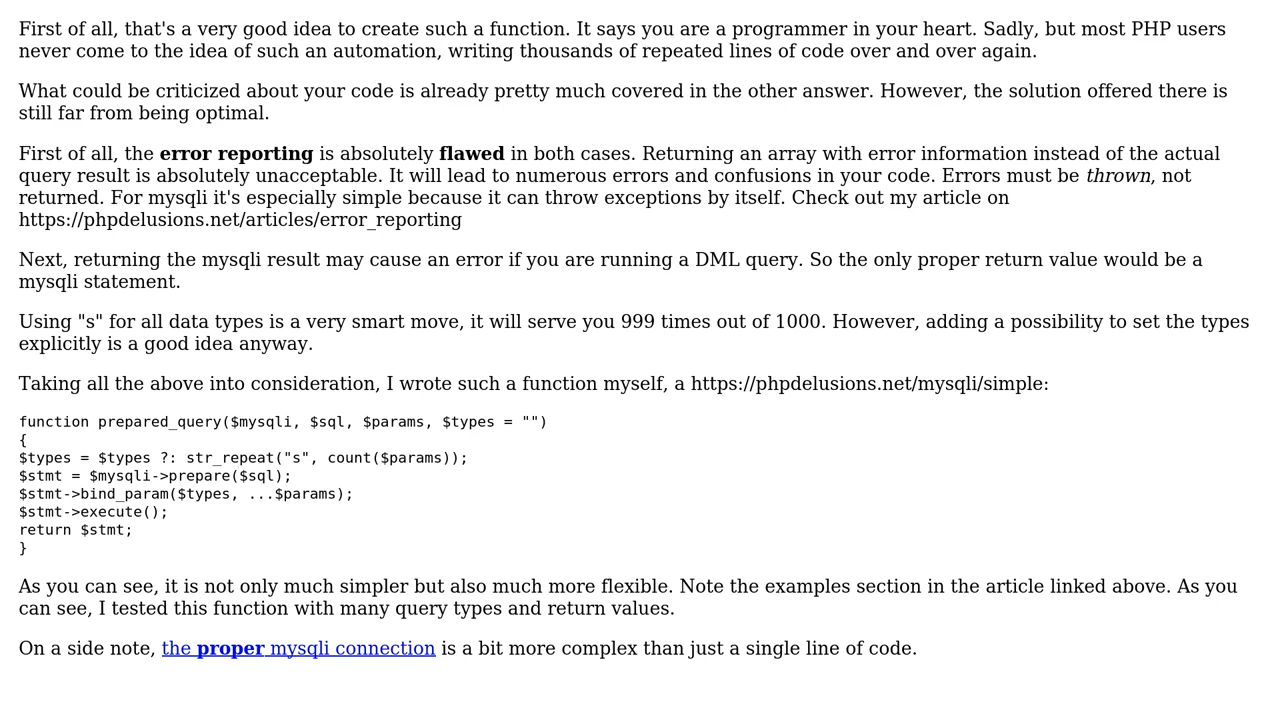 First of all, that's a very good idea to create such a function. It says you are a programmer in your heart. Sadly, but most PHP users
never come to the idea of such an automation, writing thousands of repeated lines of code over and over again.
What could be criticized about your code is already pretty much covered in the other answer. However, the solution offered there is
still far from being optimal.
First of all, the error reporting is absolutely flawed in both cases. Returning an array with error information instead of the actual
query result is absolutely unacceptable. It will lead to numerous errors and confusions in your code. Errors must be thrown, not
returned. For mysqli it's especially simple because it can throw exceptions by itself. Check out my article on
https://phpdelusions.net/articles/error_reporting
Next, returning the mysqli result may cause an error if you are running a DML query. So the only proper return value would be a
mysqli statement.
Using "s" for all data types is a very smart move, it will serve you 999 times out of 1000. However, adding a possibility to set the types
explicitly is a good idea anyway.
Taking all the above into consideration, I wrote such a function myself, a https://phpdelusions.net/mysqli/simple:
function prepared_query($mysqli, $sql, $params, $types = "")
{
$types = $types ?: str_repeat("s", count($params));
$stmt = $mysqli->prepare($sql);
$stmt->bind_param($types, ...$params);
$stmt->execute();
return $stmt;
}
As you can see, it is not only much simpler but also much more flexible. Note the examples section in the article linked above. As you
can see, I tested this function with many query types and return values.
On a side note, the proper mysqli connection is a bit more complex than just a single line of code.